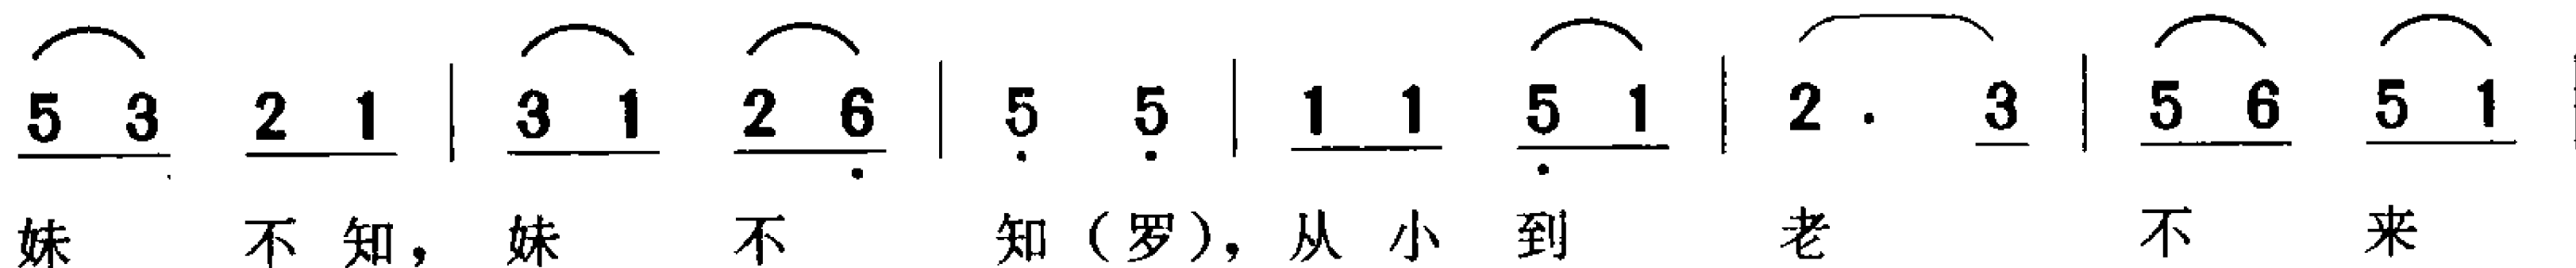 5 3 2 1 | 3 1 2 6 | 5 5 | 1 1 5 1 | 2 . 3 | 5 6 5 1 |
妹 不 知，妹 不 知（罗），从 小 到 老 不 来